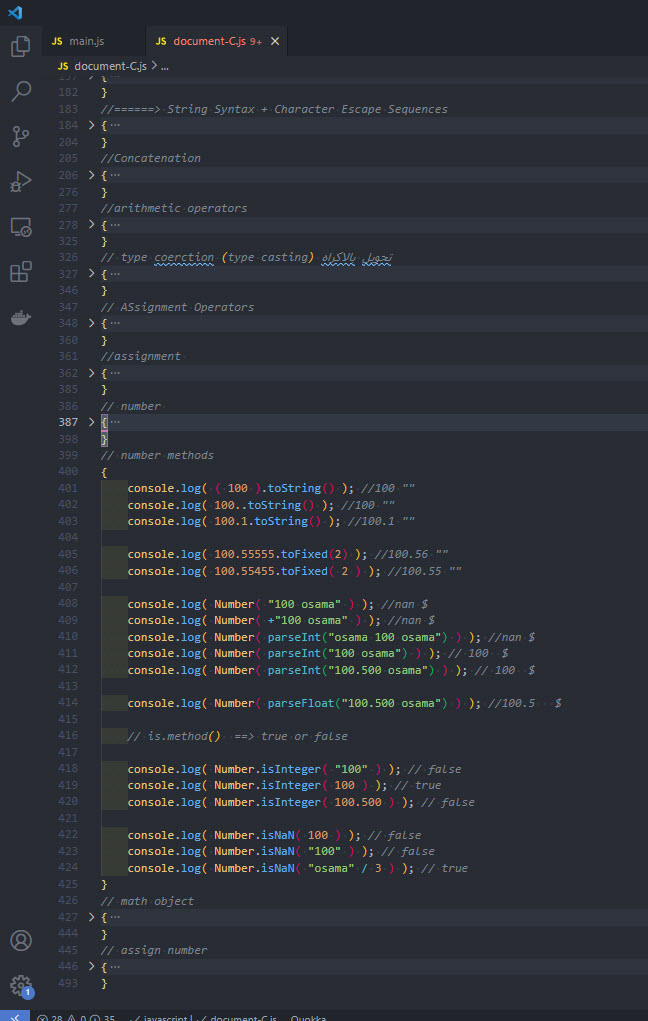 JS main.js
JS document-C.js 9+ ×
JS document-C.js > ...
182 }
183 //======> String Syntax + Character Escape Sequences
184 > { ...
204 }
205 //Concatenation
206 > { ...
276 }
277 //arithmetic operators
278 > { ...
325 }
326 // type coerction (type casting) تحويل بالاكراه
327 > { ...
346 }
347 // ASsignment Operators
348 > { ...
360 }
361 //assignment
362 > { ...
385 }
386 // number
387 > { ...
398 }
399 // number methods
400 {
401 console.log( ( 100 ).toString() ); //100 ""
402 console.log( 100..toString() ); //100 ""
403 console.log( 100.1.toString() ); //100.1 ""
404
405 console.log( 100.55555.toFixed(2) ); //100.56 ""
406 console.log( 100.55455.toFixed( 2 ) ); //100.55 ""
407
408 console.log( Number( "100 osama" ) ); //nan $
409 console.log( Number( +"100 osama" ) ); //nan $
410 console.log( Number( parseInt("osama 100 osama") ) ); //nan $
411 console.log( Number( parseInt("100 osama") ) ); // 100 $
412 console.log( Number( parseInt("100.500 osama") ) ); // 100 $
413
414 console.log( Number( parseFloat("100.500 osama") ) ); //100.5 $
415
416 // is.method() ==> true or false
417
418 console.log( Number.isInteger( "100" ) ); // false
419 console.log( Number.isInteger( 100 ) ); // true
420 console.log( Number.isInteger( 100.500 ) ); // false
421
422 console.log( Number.isNaN( 100 ) ); // false
423 console.log( Number.isNaN( "100" ) ); // false
424 console.log( Number.isNaN( "osama" / 3 ) ); // true
425 }
426 // math object
427 > { ...
444 }
445 // assign number
446 > { ...
493 }
1
28 0 35 javascript | document-C.js Quokka